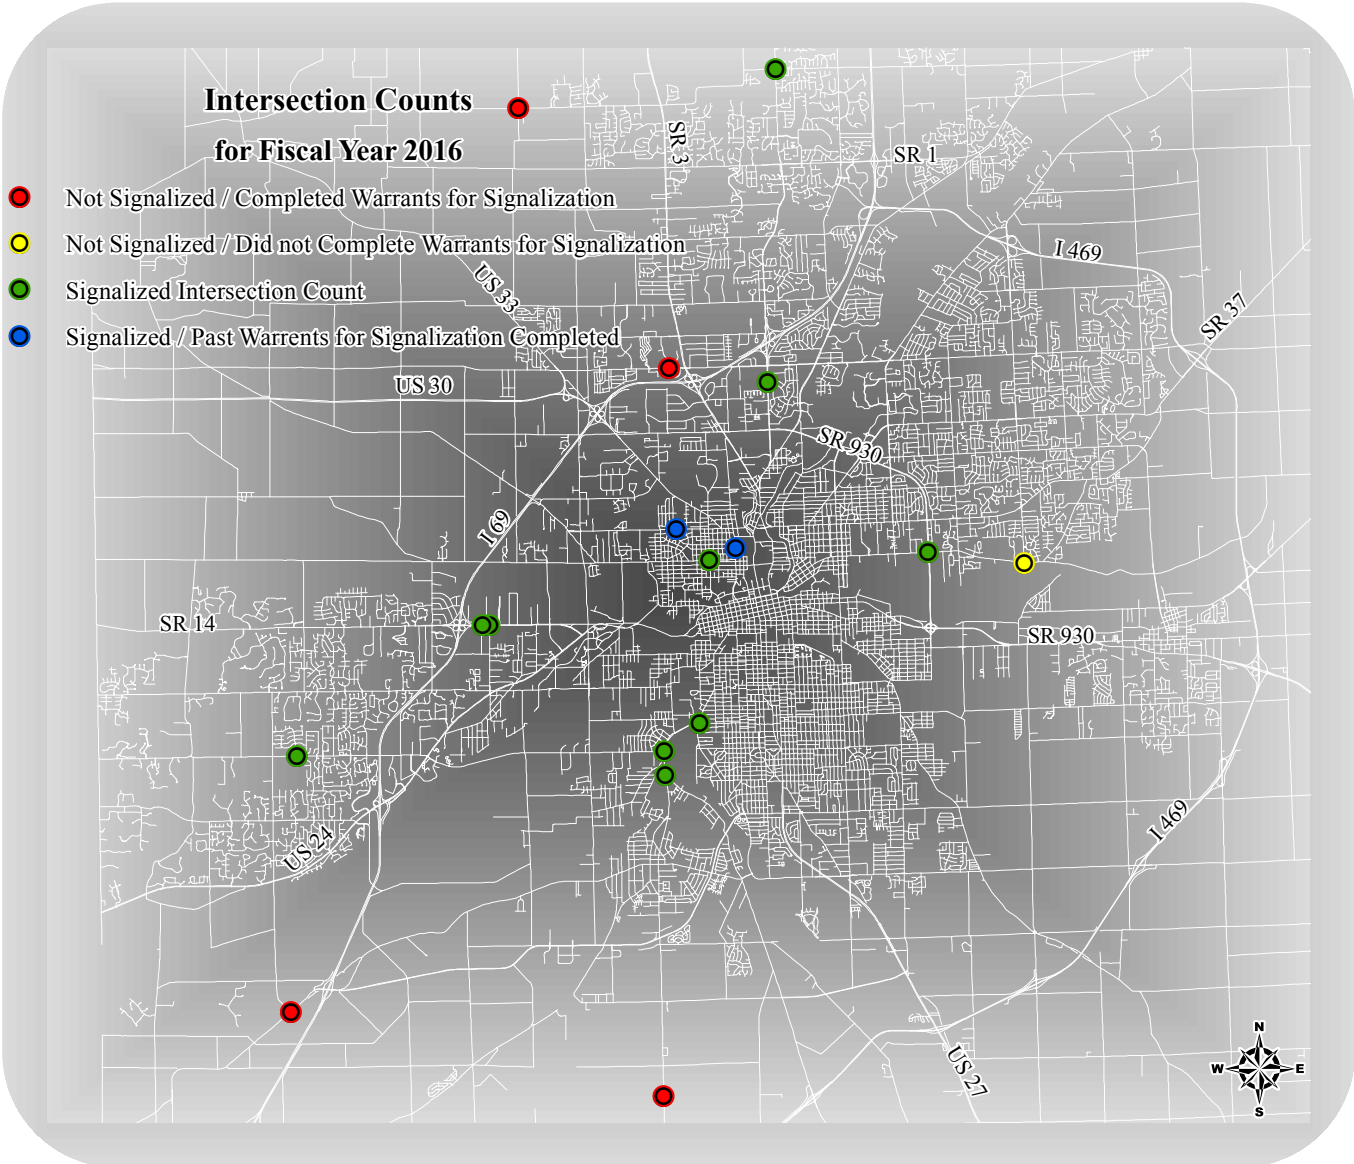 Intersection Counts
for Fiscal Year 2016
Not Signalized / Completed Warrants for Signalization
Not Signalized / Did not Complete Warrants for Signalization
Signalized Intersection Count
Signalized / Past Warrents for Signalization Completed
SR 3
SR 1
I 469
US 33
SR 37
US 30
SR 930
I 69
SR 14
SR 930
US 24
I 469
US 27
N
W
E
S